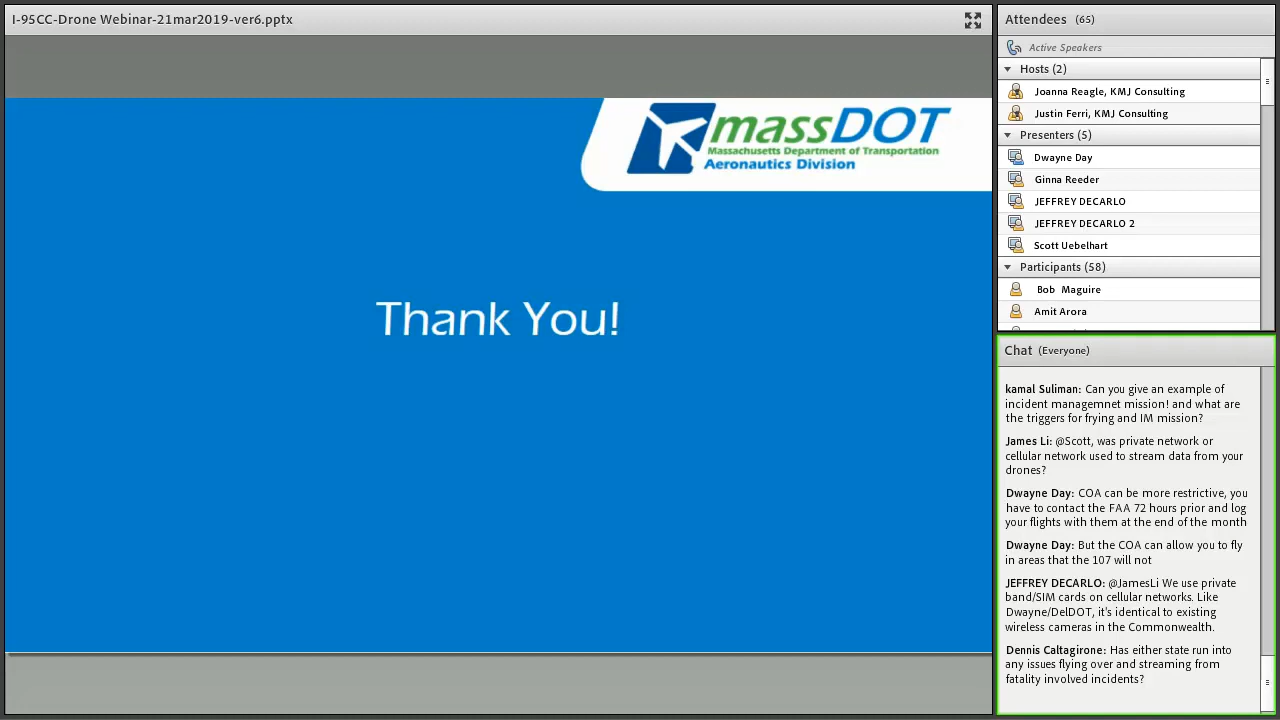 I-95CC-Drone Webinar-21mar2019-ver6.pptx
massDOT
Massachusetts Department of Transportation
Aeronautics Division
Thank You!
Attendees (65)
Active Speakers
Hosts (2)
Joanna Reagle, KMJ Consulting
Justin Ferri, KMJ Consulting
Presenters (5)
Dwayne Day
Ginna Reeder
JEFFREY DECARLO
JEFFREY DECARLO 2
Scott Uebelhart
Participants (58)
Bob Maguire
Amit Arora
Chat (Everyone)
kamal Suliman: Can you give an example of
incident managemnet mission! and what are
the triggers for frying and IM mission?
James Li: @Scott, was private network or
cellular network used to stream data from your
drones?
Dwayne Day: COA can be more restrictive, you
have to contact the FAA 72 hours prior and log
your flights with them at the end of the month
Dwayne Day: But the COA can allow you to fly
in areas that the 107 will not
JEFFREY DECARLO: @JamesLi We use private
band/SIM cards on cellular networks. Like
Dwayne/DelDOT, it's identical to existing
wireless cameras in the Commonwealth.
Dennis Caltagirone: Has either state run into
any issues flying over and streaming from
fatality involved incidents?